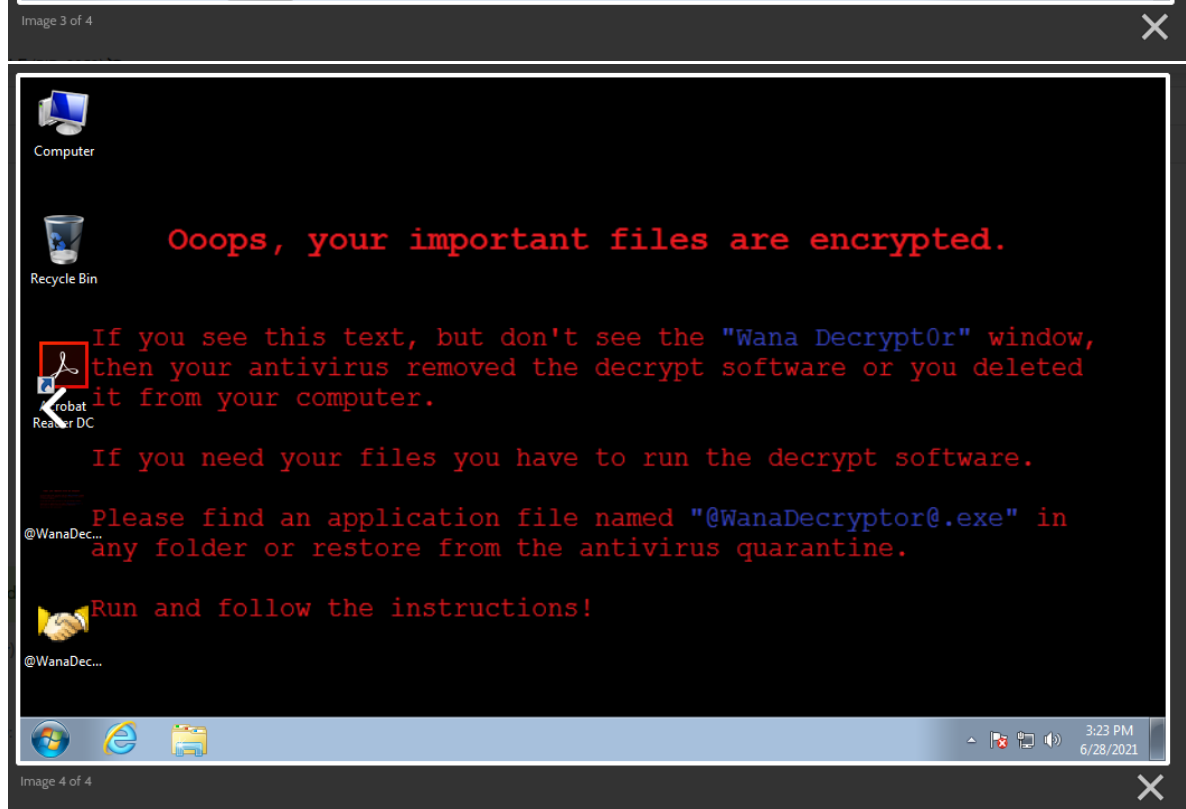 Image 3 of 4
Computer
Recycle Bin
Ooops, your important files are encrypted.
If you see this text, but don't see the "Wana Decrypt0r" window,
then your antivirus removed the decrypt software or you deleted
it from your computer.
Acrobat
Reader DC
If you need your files you have to run the decrypt software.
@WanaDec...
Please find an application file named "@WanaDecryptor@.exe" in
any folder or restore from the antivirus quarantine.
Run and follow the instructions!
@WanaDec...
3:23 PM
6/28/2021
Image 4 of 4